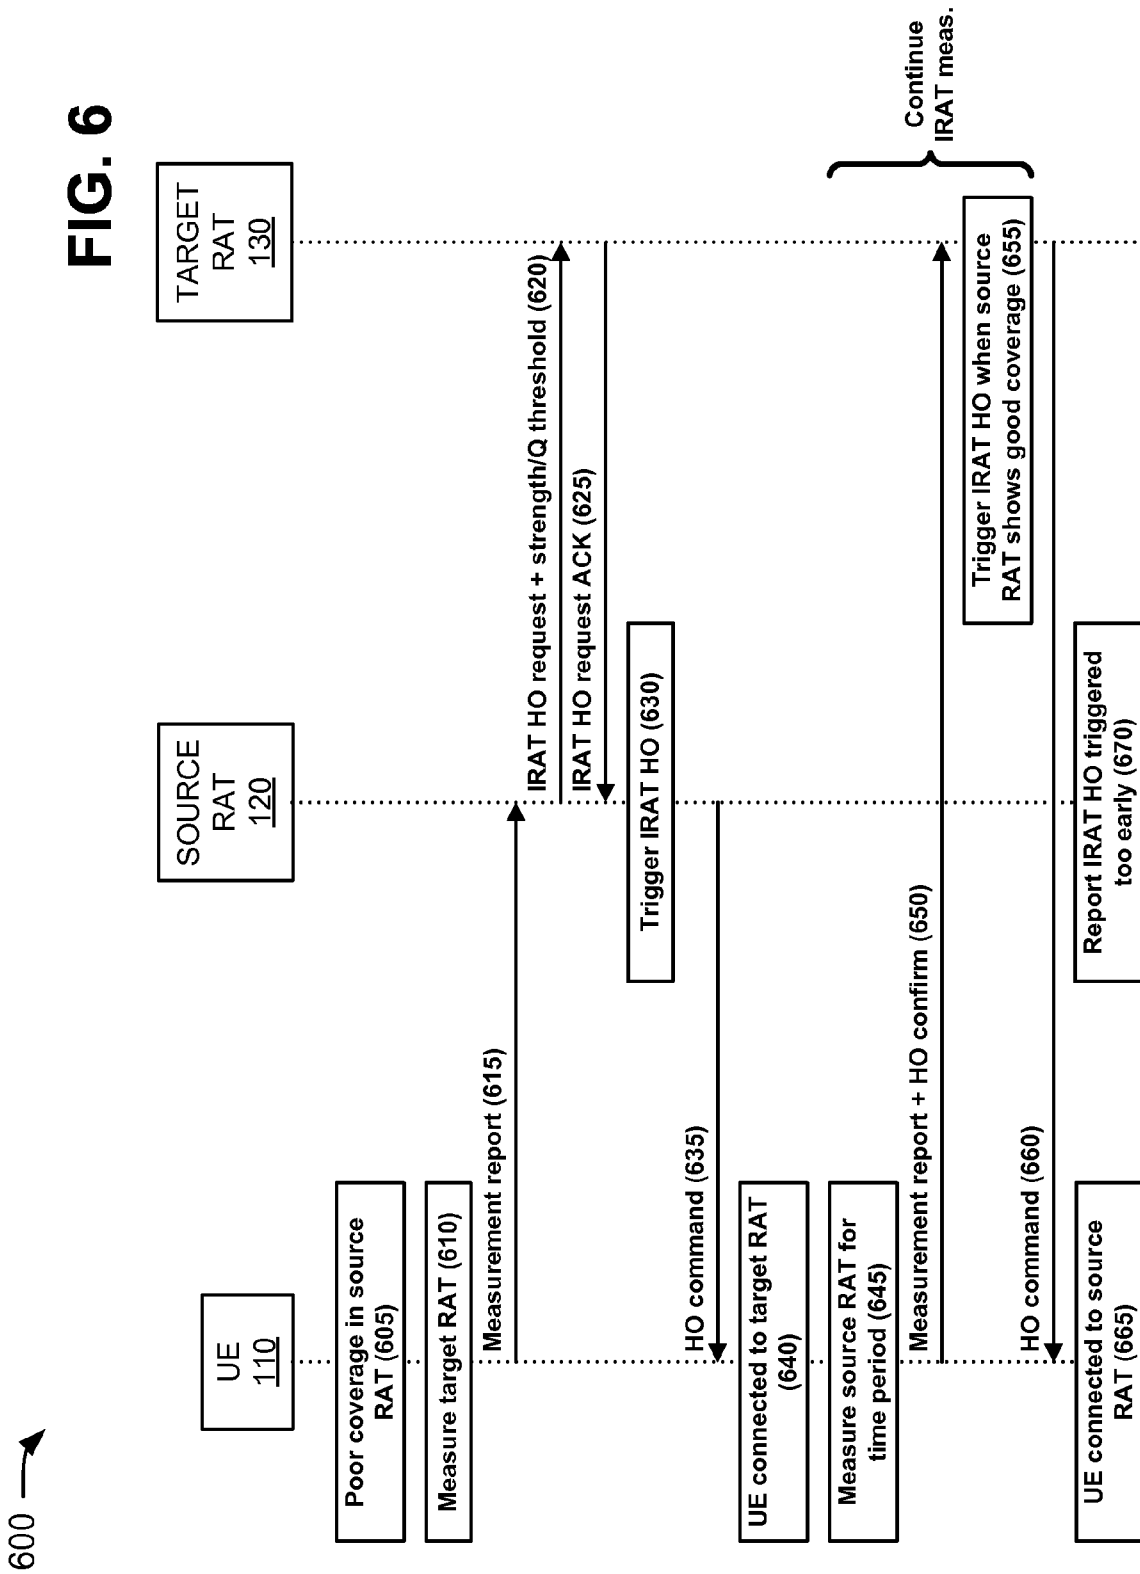 600
FIG. 6
UE
110
SOURCE
RAT
120
TARGET
RAT
130
Poor coverage in source
RAT (605)
Measure target RAT (610)
Measurement report (615)
IRAT HO request + strength/Q threshold (620)
IRAT HO request ACK (625)
Trigger IRAT HO (630)
HO command (635)
UE connected to target RAT
(640)
Measure source RAT for
time period (645)
Measurement report + HO confirm (650)
Trigger IRAT HO when source
RAT shows good coverage (655)
Continue
IRAT meas.
HO command (660)
UE connected to source
RAT (665)
Report IRAT HO triggered
too early (670)